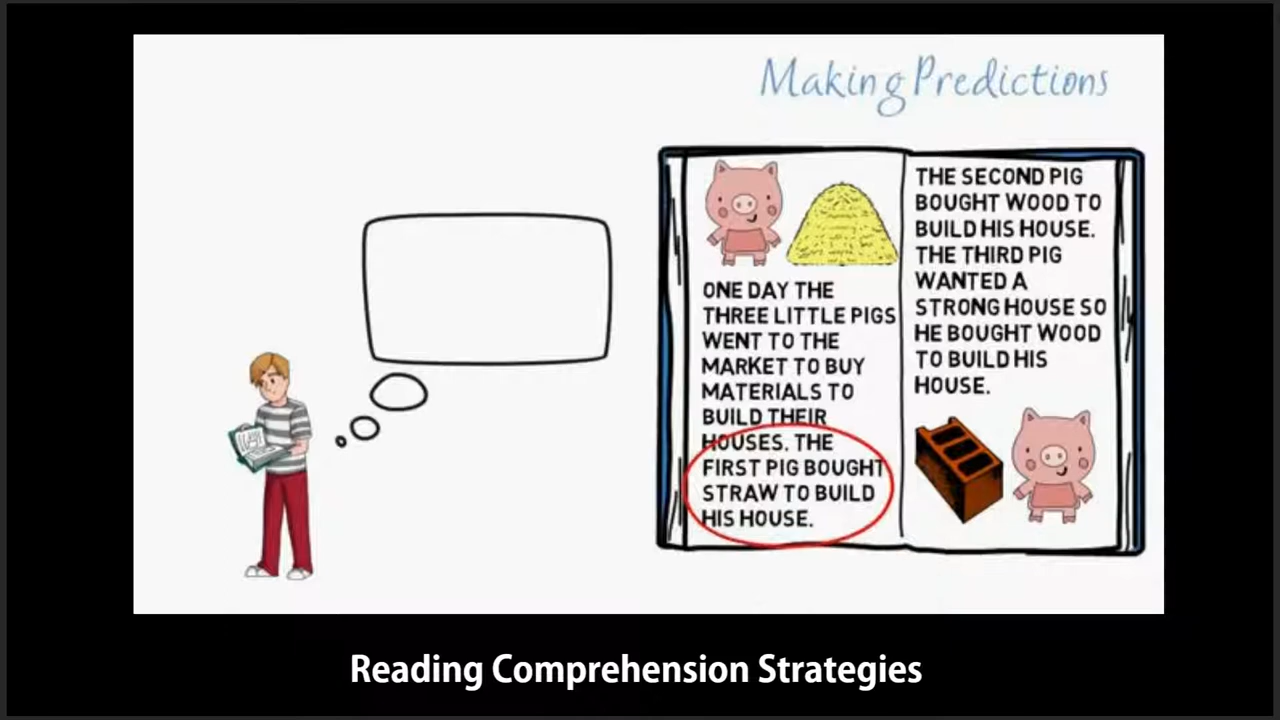 Making Predictions
ONE DAY THE
THREE LITTLE PIGS
WENT TO THE
MARKET TO BUY
MATERIALS TO
BUILD THEIR
HOUSES. THE
FIRST PIG BOUGHT
STRAW TO BUILD
HIS HOUSE.
THE SECOND PIG
BOUGHT WOOD TO
BUILD HIS HOUSE.
THE THIRD PIG
WANTED A
STRONG HOUSE SO
HE BOUGHT WOOD
TO BUILD HIS
HOUSE.
Reading Comprehension Strategies